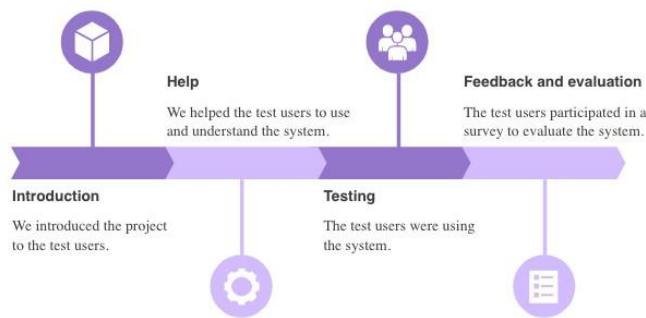 Help
We helped the test users to use
and understand the system.
Feedback and evaluation
The test users participated in a
survey to evaluate the system.
Introduction
We introduced the project
to the test users.
Testing
The test users were using
the system.